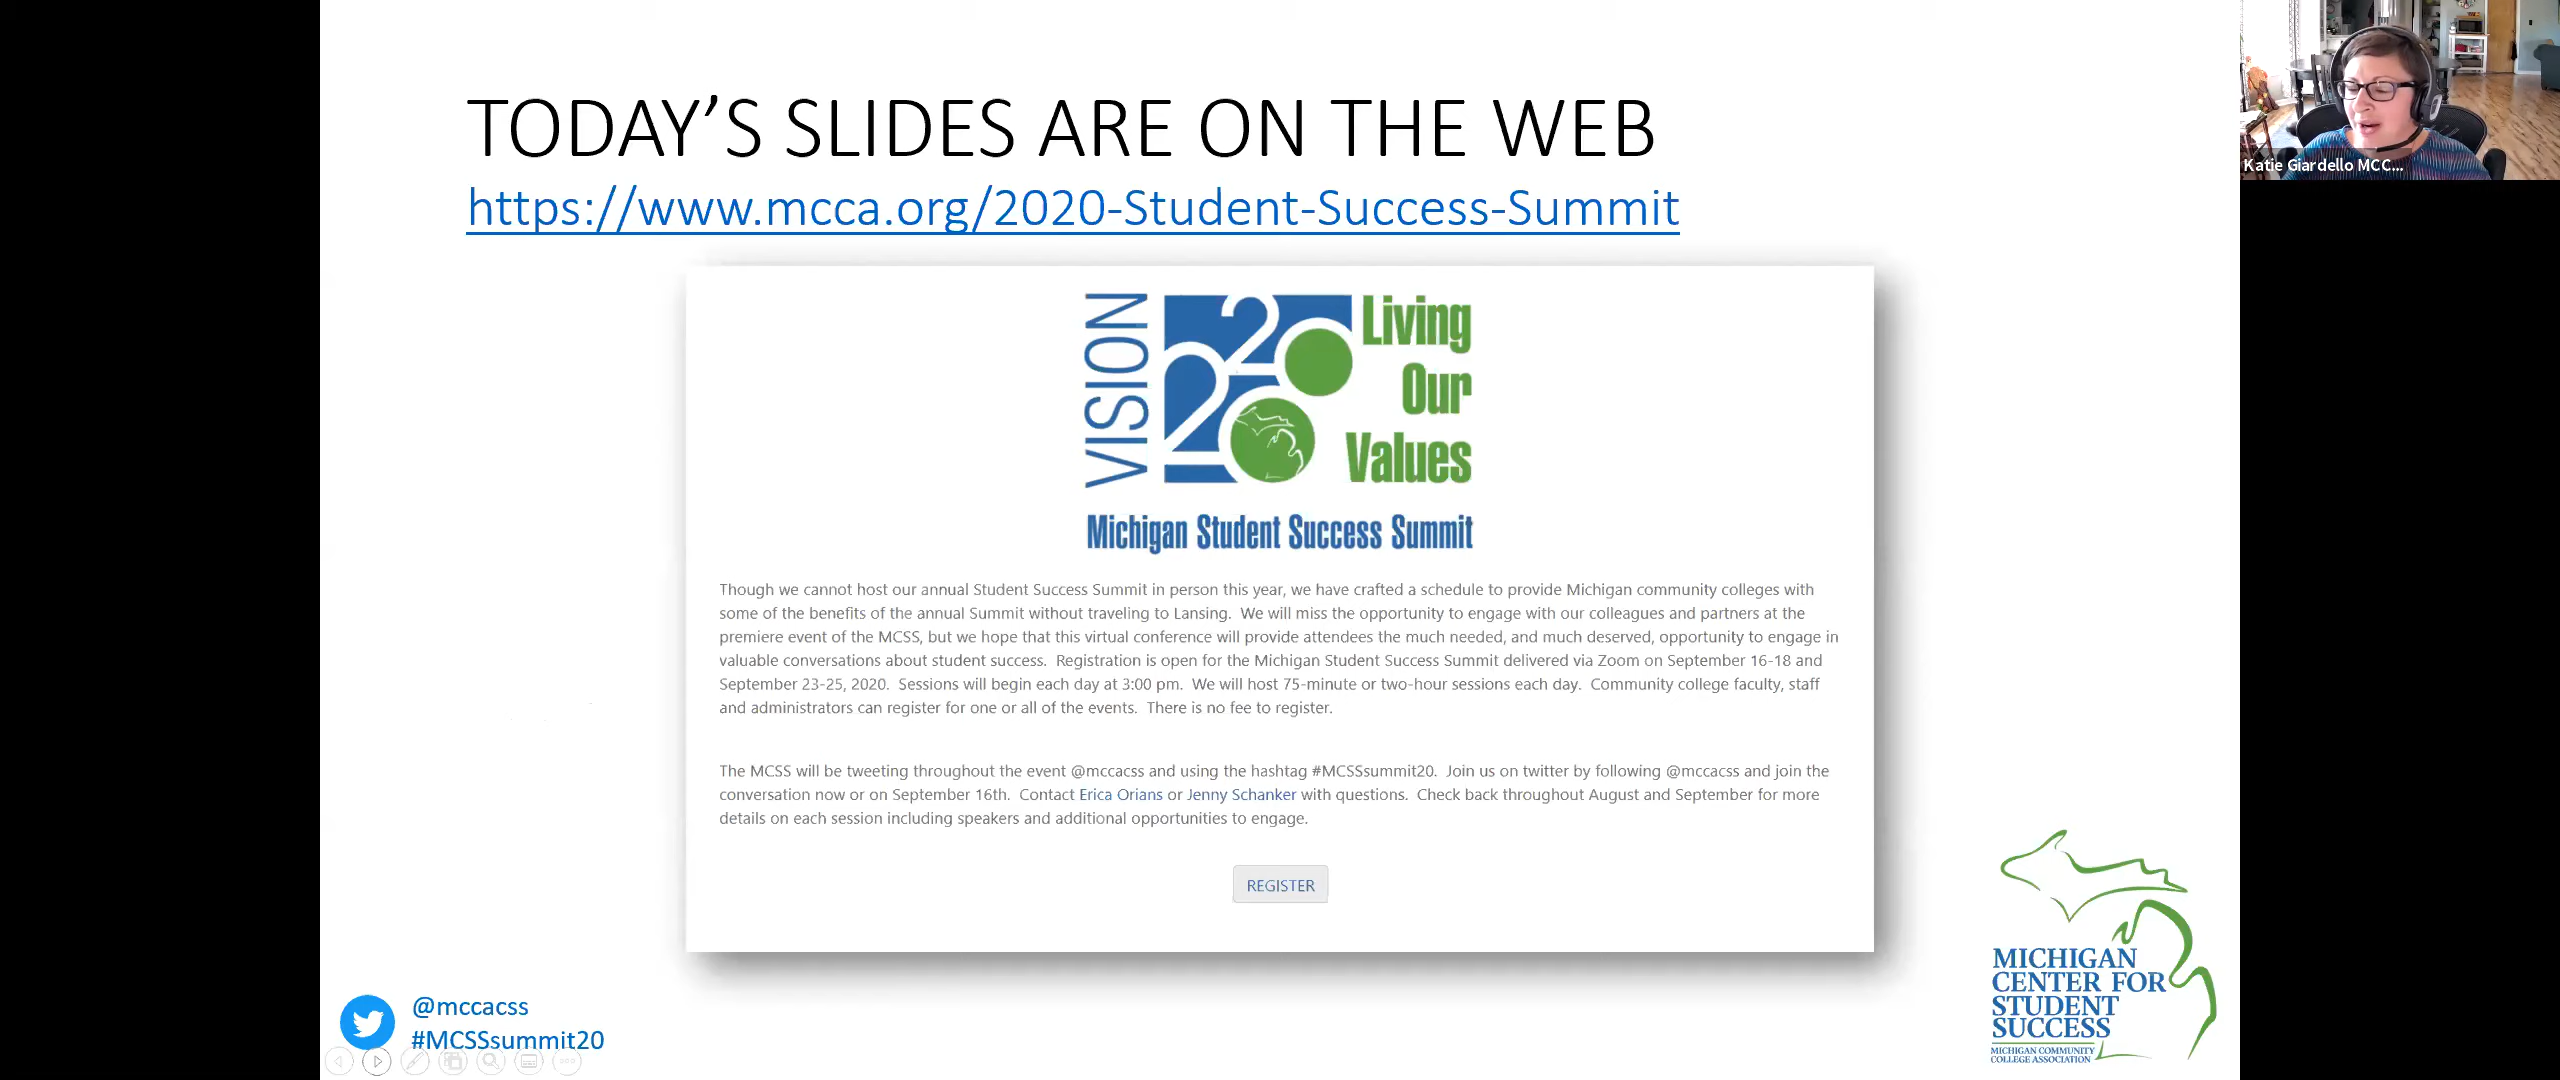 TODAY’S SLIDES ARE ON THE WEB
https://www.mcca.org/2020-Student-Success-Summit
Katie Giardello MCC...
VISION
2020
Living
Our
Values
Michigan Student Success Summit
Though we cannot host our annual Student Success Summit in person this year, we have crafted a schedule to provide Michigan community colleges with
some of the benefits of the annual Summit without traveling to Lansing.  We will miss the opportunity to engage with our colleagues and partners at the
premiere event of the MCSS, but we hope that this virtual conference will provide attendees the much needed, and much deserved, opportunity to engage in
valuable conversations about student success.  Registration is open for the Michigan Student Success Summit delivered via Zoom on September 16-18 and
September 23-25, 2020.  Sessions will begin each day at 3:00 pm.  We will host 75-minute or two-hour sessions each day.  Community college faculty, staff
and administrators can register for one or all of the events.  There is no fee to register.
The MCSS will be tweeting throughout the event @mccacss and using the hashtag #MCSSsummit20.  Join us on twitter by following @mccacss and join the
conversation now or on September 16th.  Contact Erica Orians or Jenny Schanker with questions.  Check back throughout August and September for more
details on each session including speakers and additional opportunities to engage.
REGISTER
@mccacss
#MCSSsummit20
MICHIGAN
CENTER FOR
STUDENT
SUCCESS
MICHIGAN COMMUNITY
COLLEGE ASSOCIATION